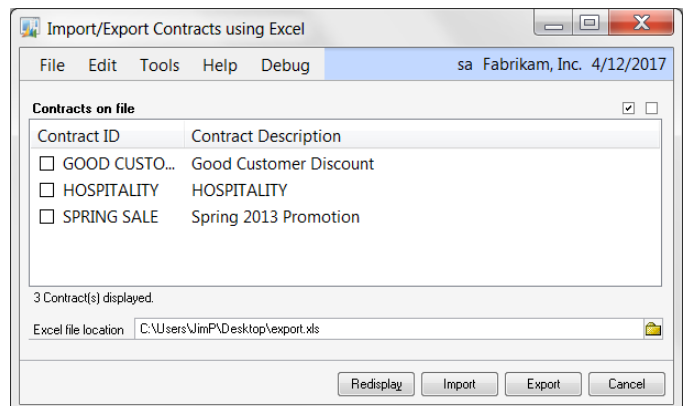 Import/Export Contracts using Excel
File Edit Tools Help Debug sa Fabrikam, Inc. 4/12/2017
Contracts on file
Contract ID Contract Description
GOOD CUSTO... Good Customer Discount
HOSPITALITY HOSPITALITY
SPRING SALE Spring 2013 Promotion
3 Contract(s) displayed.
Excel file location C:\Users\JimP\Desktop\export.xls
Redisplay Import Export Cancel